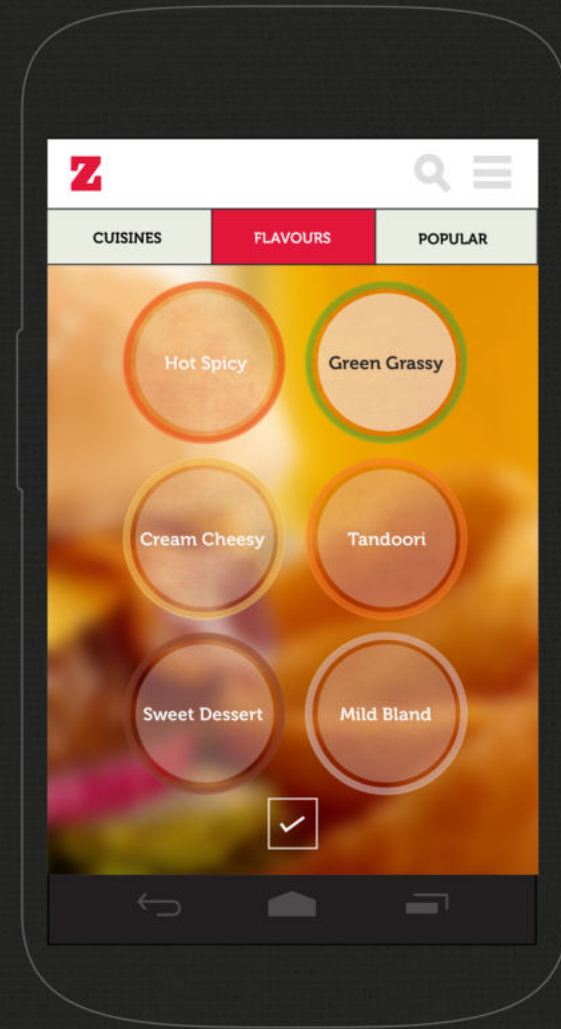 Z
CUISINES FLAVOURS POPULAR
Hot Spicy Green Grassy
Cream Cheesy Tandoori
Sweet Dessert Mild Bland